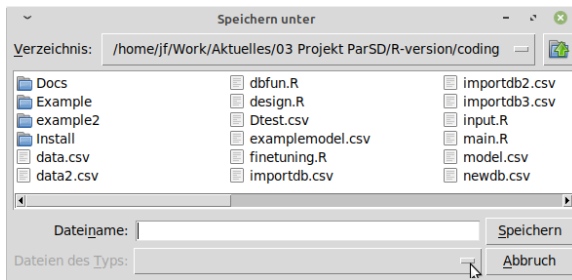 Speichern unter
Verzeichnis: /home/jf/Work/Aktuelles/03 Projekt ParSD/R-version/coding
Docs dbfun.R importdb2.csv
Example design.R importdb3.csv
example2 Dtest.csv input.R
Install examplemodel.csv main.R
data.csv finetuning.R model.csv
data2.csv importdb.csv newdb.csv
Dateiname: Speichern
Dateien des Typs: Abbruch